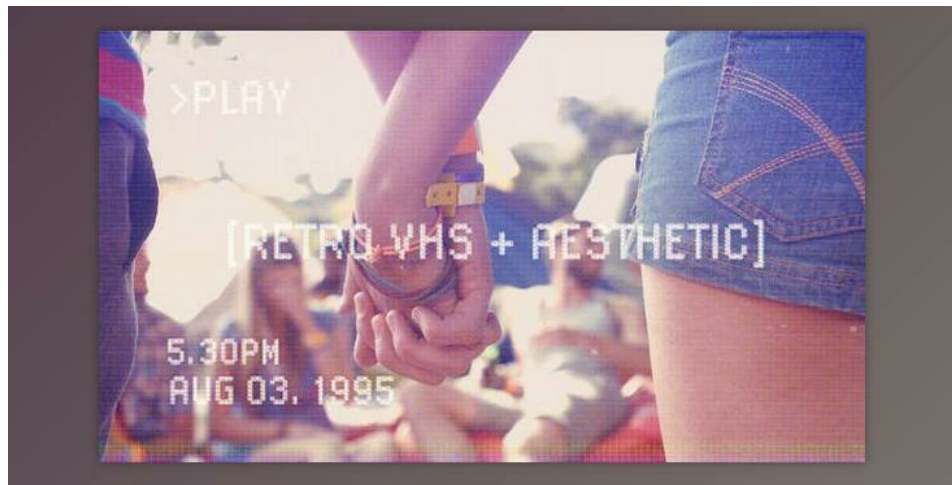 >PLAY
[RETRO VHS + AESTHETIC]
5.30PM
AUG 03. 1995